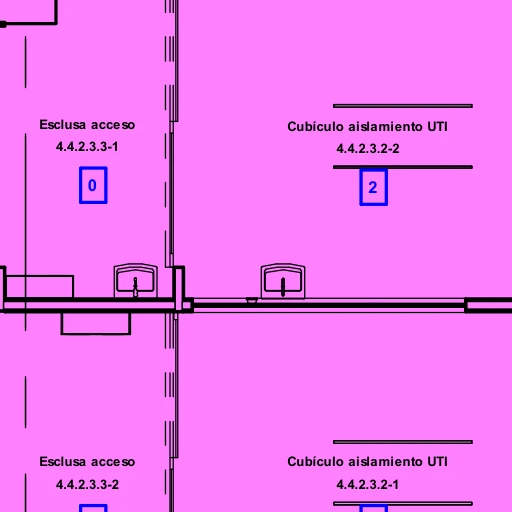 Esclusa acceso
4.4.2.3.3-1
0
Cubículo aislamiento UTI
4.4.2.3.2-2
2
Esclusa acceso
4.4.2.3.3-2
Cubículo aislamiento UTI
4.4.2.3.2-1